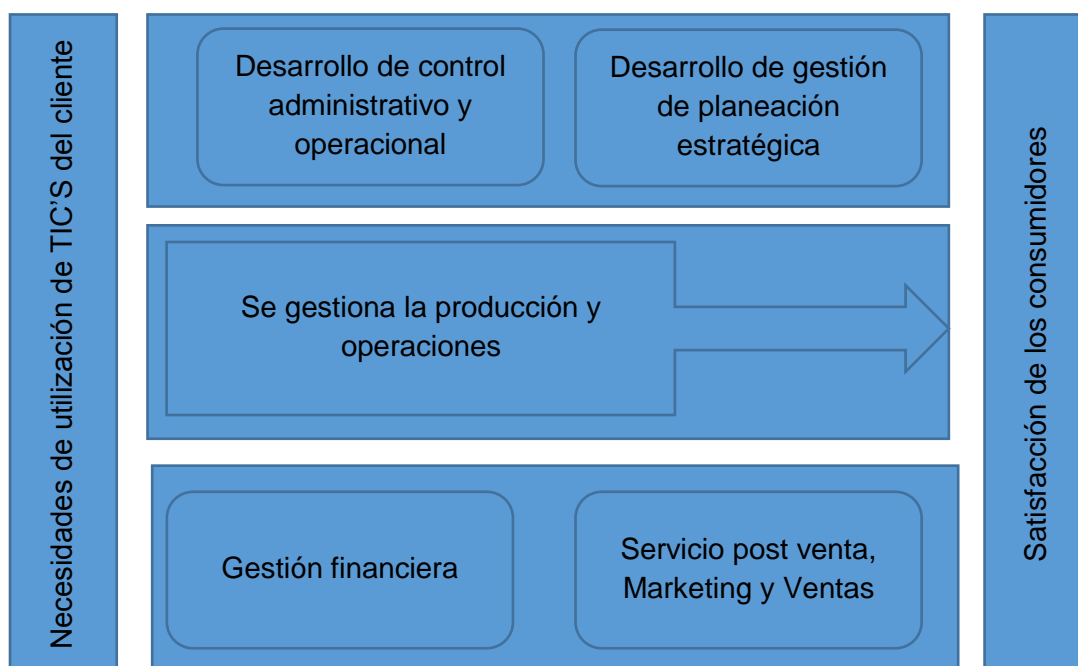 Necesidades de utilización de TIC’S del cliente
Desarrollo de control
administrativo y
operacional
Desarrollo de gestión
de planeación
estratégica
Se gestiona la producción y
operaciones
Gestión financiera
Servicio post venta,
Marketing y Ventas
Satisfacción de los consumidores